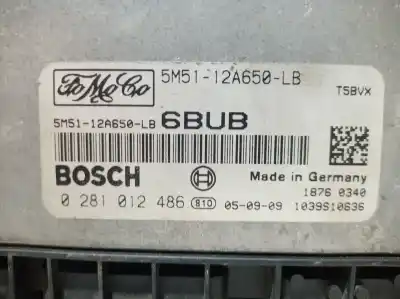 FoMoCo 5M51-12A650-LB
T5BVX
5M51-12A650-LB 6BUB
BOSCH Made in Germany
1876 0340
0 281 012 486 810 05-09-09 1039S10636